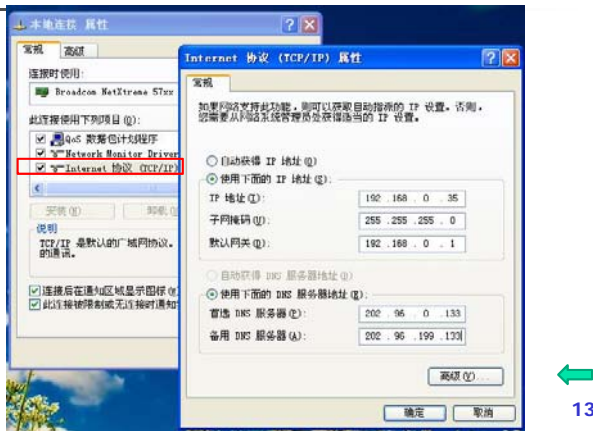 本地连接 属性
常规 高级
连接时使用:
Broadcom NetXtreme 57xx
此连接使用下列项目(O):
QoS 数据包计划程序
Network Monitor Driver
Internet 协议 (TCP/IP)
安装(N)
卸载(U
说明
TCP/IP 是默认的广域网协议。
的通讯。
连接后在通知区域显示图标(W
此连接被限制或无连接时通知
Internet 协议 (TCP/IP) 属性
常规
如果网络支持此功能，则可以获取自动指派的 IP 设置。否则，
您需要从网络系统管理员处获得适当的 IP 设置。
自动获得 IP 地址(O)
使用下面的 IP 地址(S):
IP 地址(I): 192 .168 . 0 . 35
子网掩码(U): 255 .255 .255 . 0
默认网关(D): 192 .168 . 0 . 1
自动获得 DNS 服务器地址(B)
使用下面的 DNS 服务器地址(E):
首选 DNS 服务器(P): 202 . 96 . 0 .133
备用 DNS 服务器(A): 202 . 96 .199 .133
高级(V)...
确定 取消
13